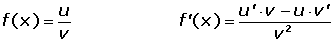 f(x) = u/v    f'(x) = (u'·v − u·v')/v²